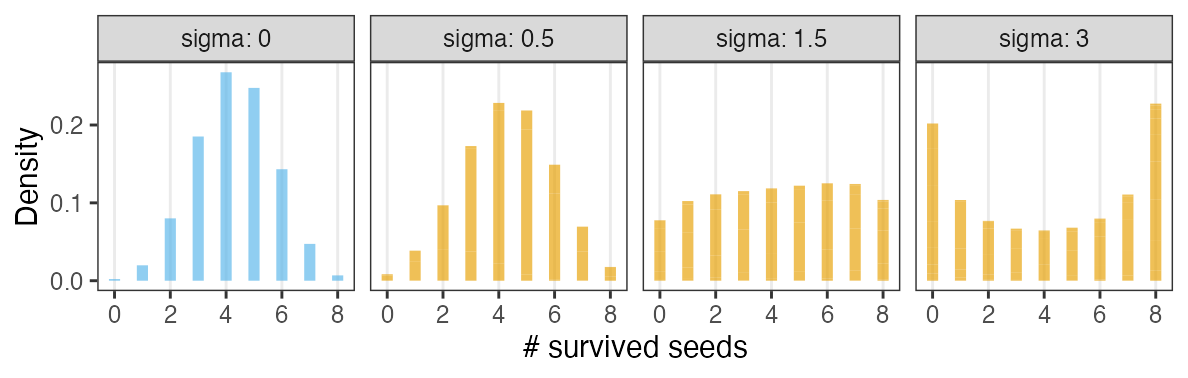 sigma: 0 sigma: 0.5 sigma: 1.5 sigma: 3
Density
0.2
0.1
0.0
0 2 4 6 8 0 2 4 6 8 0 2 4 6 8 0 2 4 6 8
# survived seeds